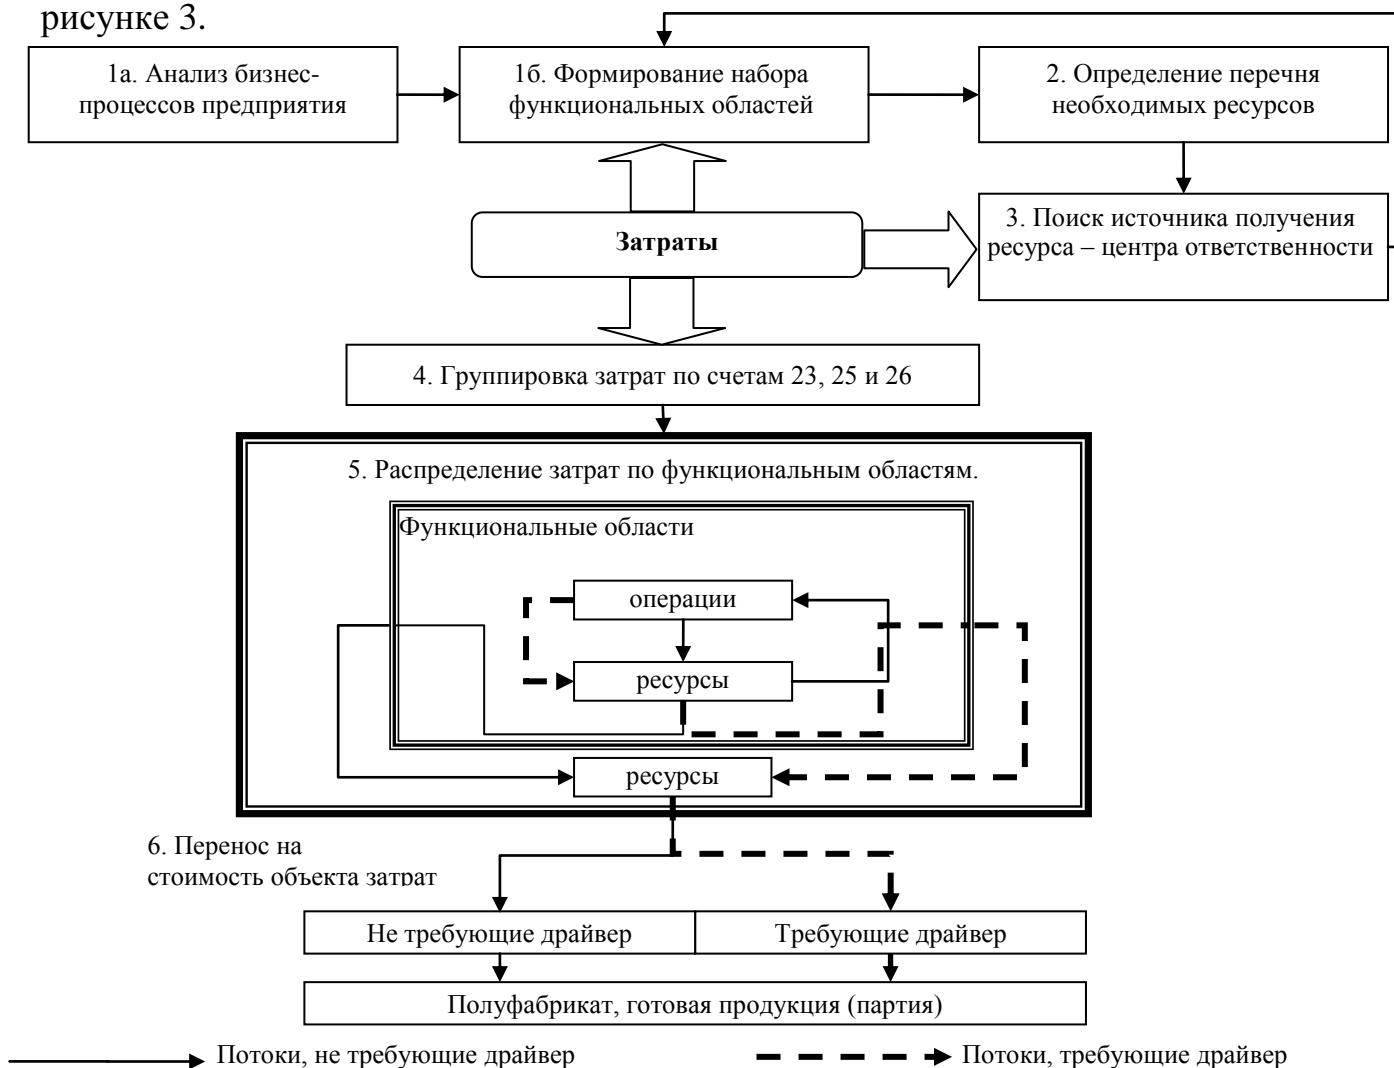 рисунке 3.
1а. Анализ бизнес-
процессов предприятия
1б. Формирование набора
функциональных областей
2. Определение перечня
необходимых ресурсов
Затраты
3. Поиск источника получения
ресурса – центра ответственности
4. Группировка затрат по счетам 23, 25 и 26
5. Распределение затрат по функциональным областям.
Функциональные области
операции
ресурсы
ресурсы
6. Перенос на
стоимость объекта затрат
Не требующие драйвер
Требующие драйвер
Полуфабрикат, готовая продукция (партия)
Потоки, не требующие драйвер
Потоки, требующие драйвер